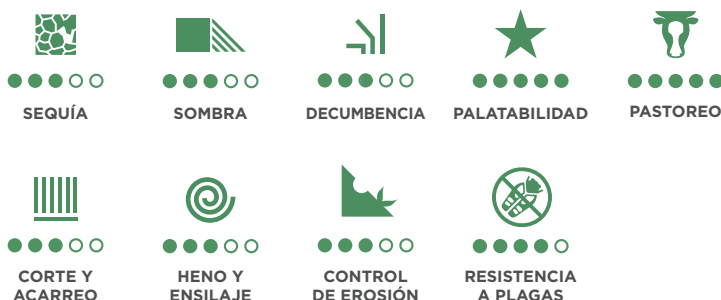 SEQUÍA
SOMBRA
DECUMBENCIA
PALATABILIDAD
PASTOREO
CORTE Y
ACARREO
HENO Y
ENSILAJE
CONTROL
DE EROSIÓN
RESISTENCIA
A PLAGAS